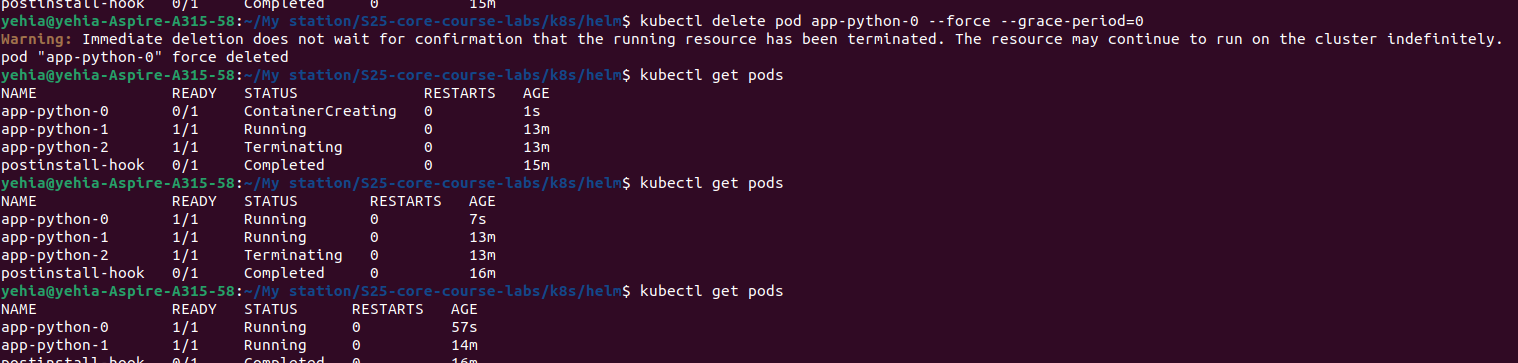 postinstall-hook   0/1     Completed     0          15m
yehia@yehia-Aspire-A315-58:~/My station/S25-core-course-labs/k8s/helm$ kubectl delete pod app-python-0 --force --grace-period=0
Warning: Immediate deletion does not wait for confirmation that the running resource has been terminated. The resource may continue to run on the cluster indefinitely.
pod "app-python-0" force deleted
yehia@yehia-Aspire-A315-58:~/My station/S25-core-course-labs/k8s/helm$ kubectl get pods
NAME               READY   STATUS              RESTARTS   AGE
app-python-0       0/1     ContainerCreating   0          1s
app-python-1       1/1     Running             0          13m
app-python-2       1/1     Terminating         0          13m
postinstall-hook   0/1     Completed           0          15m
yehia@yehia-Aspire-A315-58:~/My station/S25-core-course-labs/k8s/helm$ kubectl get pods
NAME               READY   STATUS        RESTARTS   AGE
app-python-0       1/1     Running       0          7s
app-python-1       1/1     Running       0          13m
app-python-2       1/1     Terminating   0          13m
postinstall-hook   0/1     Completed     0          16m
yehia@yehia-Aspire-A315-58:~/My station/S25-core-course-labs/k8s/helm$ kubectl get pods
NAME               READY   STATUS      RESTARTS   AGE
app-python-0       1/1     Running     0          57s
app-python-1       1/1     Running     0          14m
postinstall-hook   0/1     Completed   0          16m